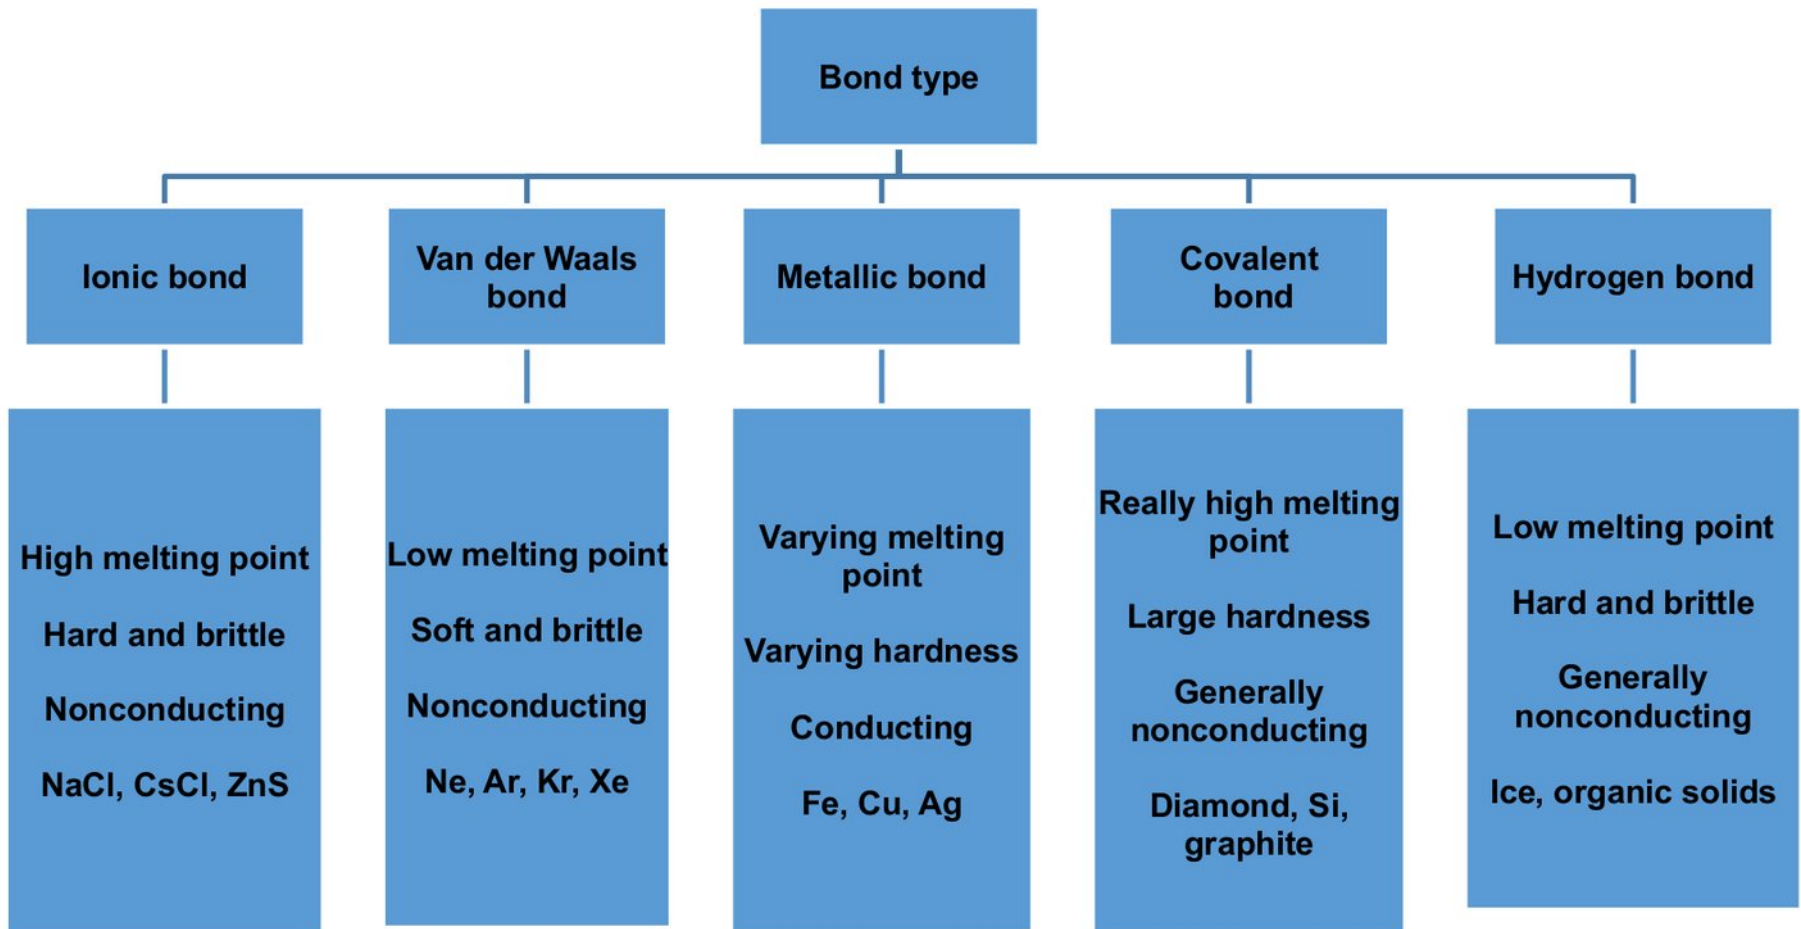 Bond type
Ionic bond
Van der Waals
bond
Metallic bond
Covalent
bond
Hydrogen bond
High melting point
Hard and brittle
Nonconducting
NaCl, CsCl, ZnS
Low melting point
Soft and brittle
Nonconducting
Ne, Ar, Kr, Xe
Varying melting
point
Varying hardness
Conducting
Fe, Cu, Ag
Really high melting
point
Large hardness
Generally
nonconducting
Diamond, Si,
graphite
Low melting point
Hard and brittle
Generally
nonconducting
Ice, organic solids